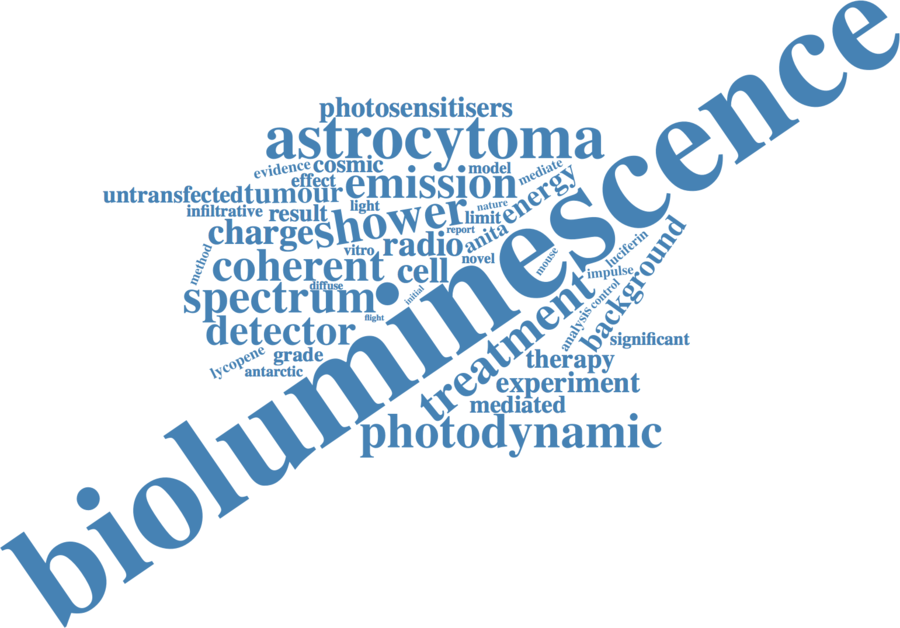 bioluminescence
photosensitisers
astrocytoma
evidence
cosmic
model
mediate
effect
emission
energy
untransfected
tumour
light
nature
infiltrative
result
shower
limit
report
anita
charge
radio
vitro
novel
method
coherent
cell
mouse
luciferin
impulse
background
diffuse
initial
spectrum
flight
control
analysis
treatment
detector
significant
lycopene
grade
antarctic
therapy
experiment
mediated
photodynamic